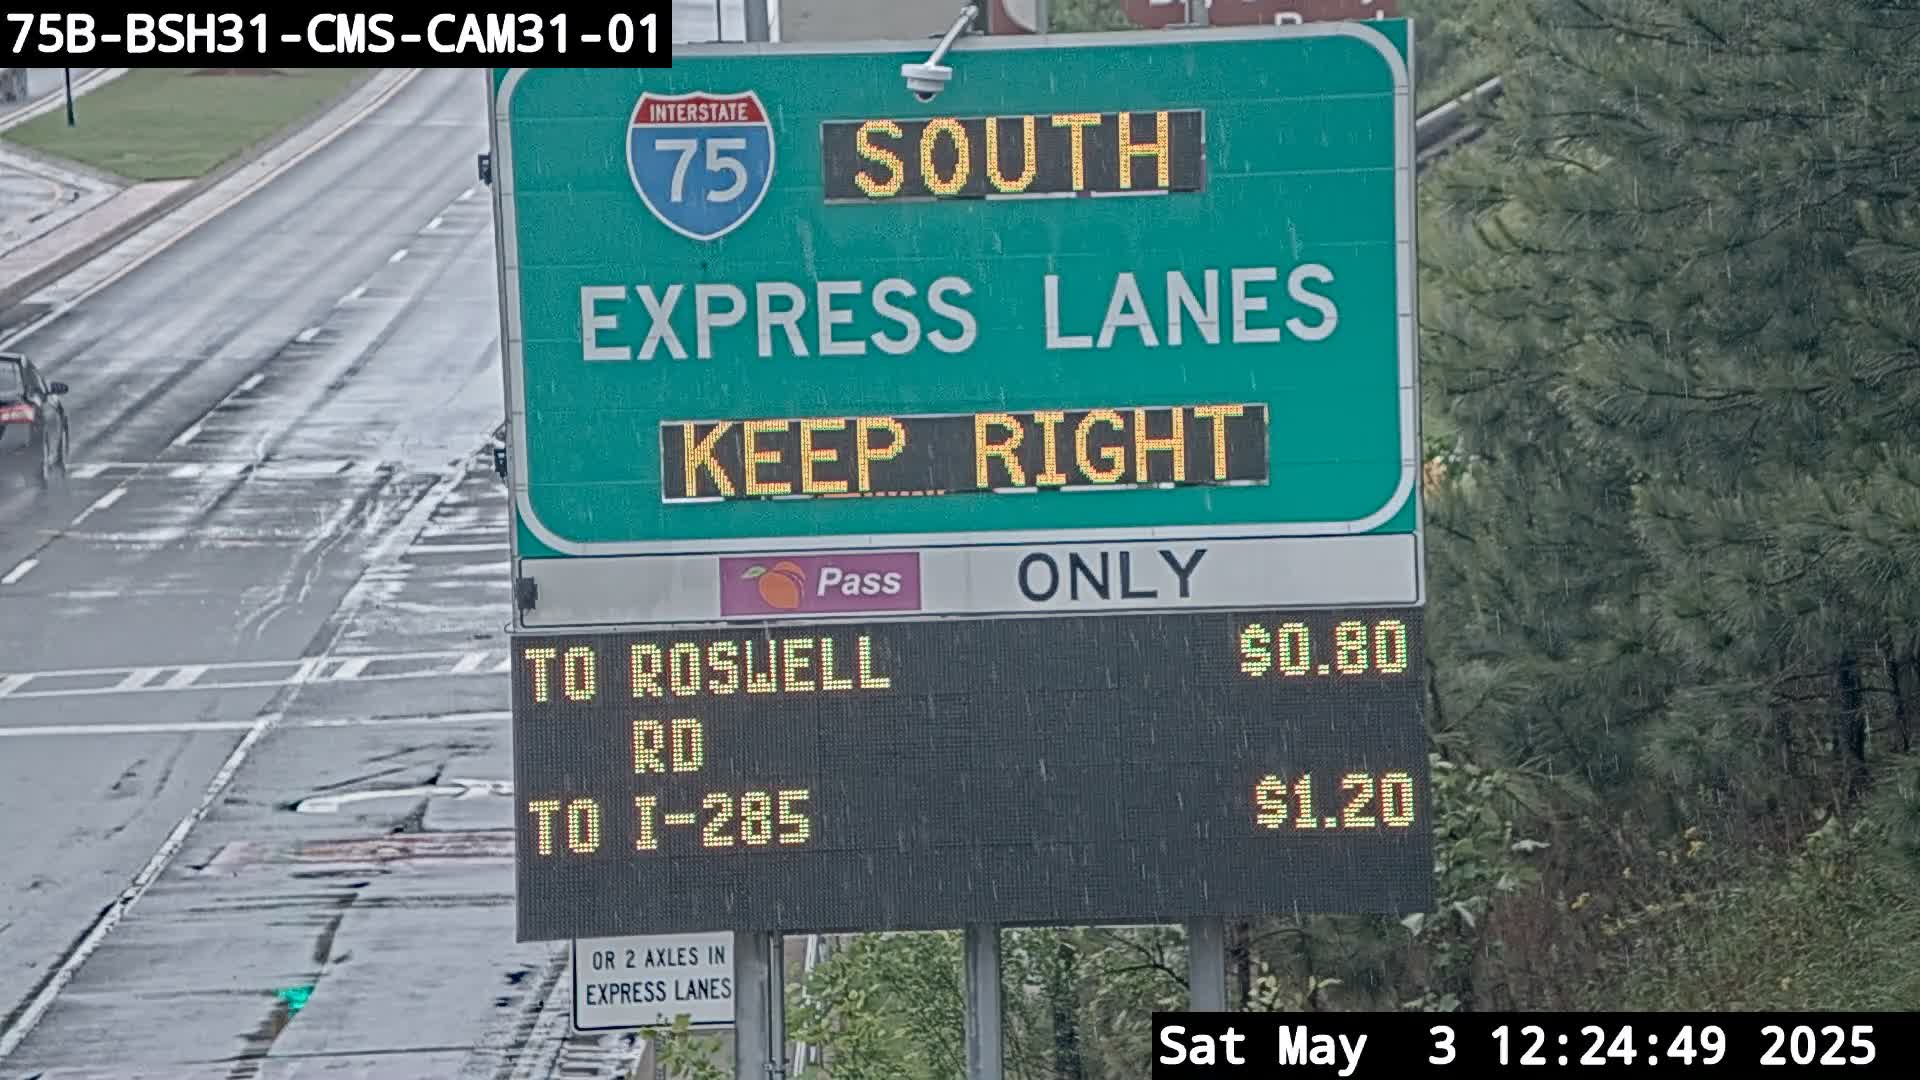 75B-BSH31-CMS-CAM31-01
INTERSTATE
75
SOUTH
EXPRESS LANES
KEEP RIGHT
Pass ONLY
TO ROSWELL $0.80
RD
TO I-285 $1.20
OR 2 AXLES IN
EXPRESS LANES
Sat May 3 12:24:49 2025